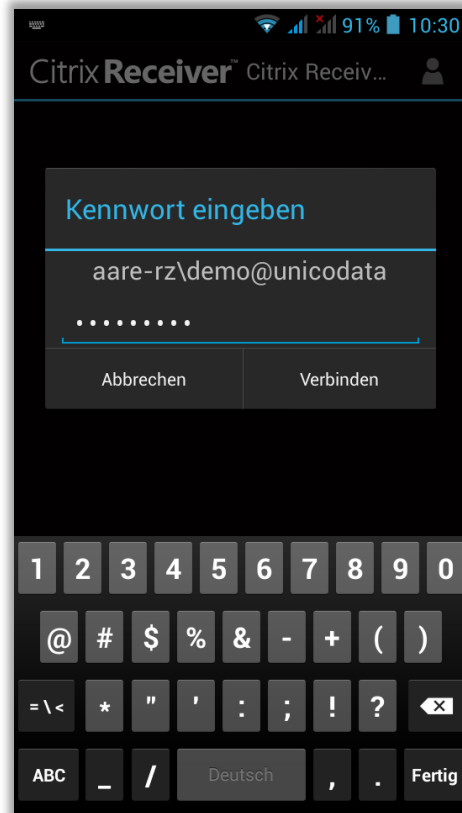 91% 10:30
Citrix Receiver™ Citrix Receiv...
Kennwort eingeben
aare-rz\demo@unicodata
•••••••••
Abbrechen Verbinden
1 2 3 4 5 6 7 8 9 0
@ # $ % & - + ( )
= \ < * " ' : ; ! ?
ABC _ / Deutsch , . Fertig